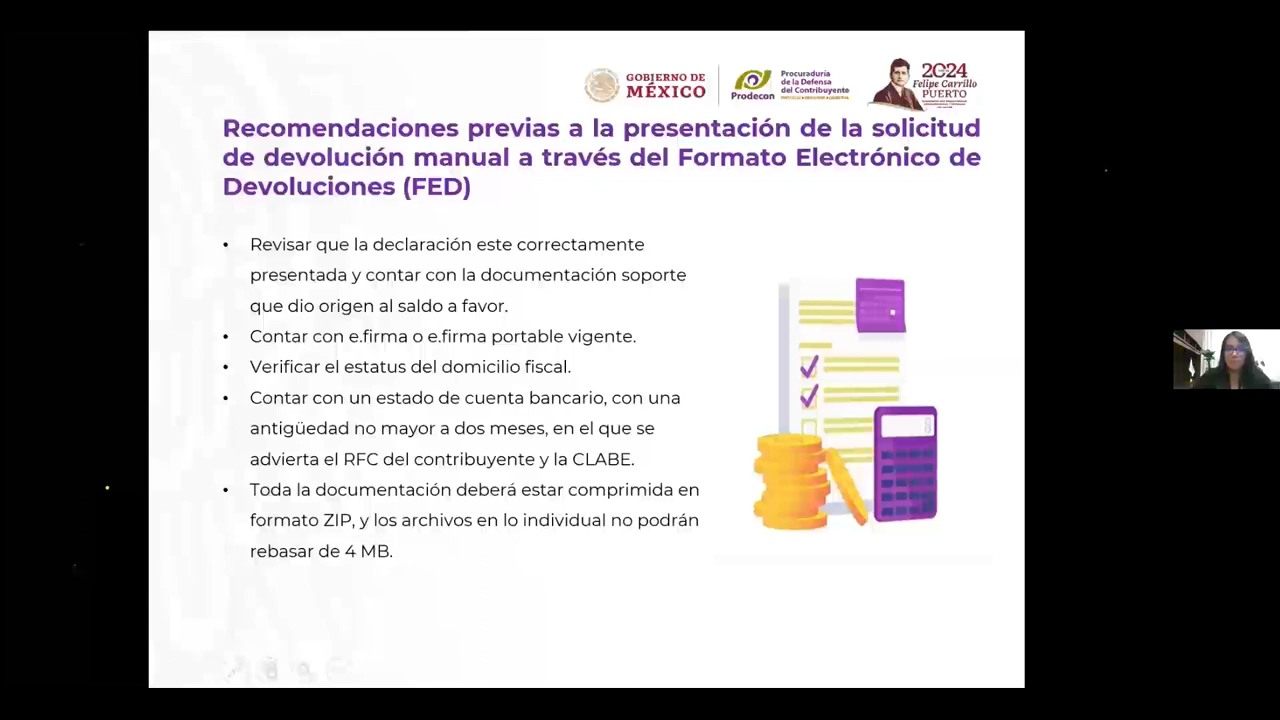 GOBIERNO DE
MÉXICO
Prodecon
Procuraduría
de la Defensa
del Contribuyente
2024
Felipe Carrillo
PUERTO
Recomendaciones previas a la presentación de la solicitud
de devolución manual a través del Formato Electrónico de
Devoluciones (FED)
• Revisar que la declaración este correctamente
presentada y contar con la documentación soporte
que dio origen al saldo a favor.
• Contar con e.firma o e.firma portable vigente.
• Verificar el estatus del domicilio fiscal.
• Contar con un estado de cuenta bancario, con una
antigüedad no mayor a dos meses, en el que se
advierta el RFC del contribuyente y la CLABE.
• Toda la documentación deberá estar comprimida en
formato ZIP, y los archivos en lo individual no podrán
rebasar de 4 MB.